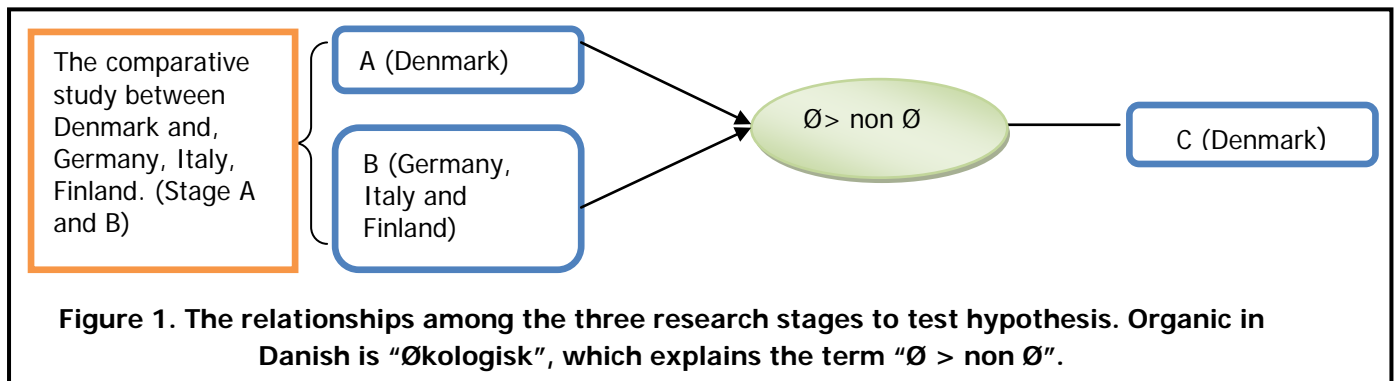 The comparative
study between
Denmark and,
Germany, Italy,
Finland. (Stage A
and B)
A (Denmark)
B (Germany,
Italy and
Finland)
Ø> non Ø
C (Denmark)
Figure 1. The relationships among the three research stages to test hypothesis. Organic in
Danish is “Økologisk”, which explains the term “Ø > non Ø”.